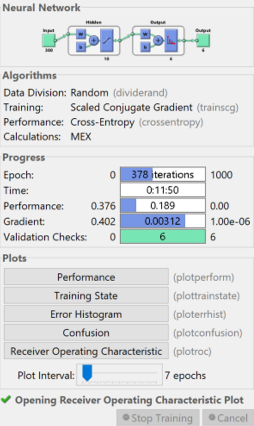 Neural Network
Hidden Output
Input Output
W W
b b
300 10 4 4
Algorithms
Data Division: Random (dividerand)
Training: Scaled Conjugate Gradient (trainscg)
Performance: Cross-Entropy (crossentropy)
Calculations: MEX
Progress
Epoch: 0 378 iterations 1000
Time: 0:11:50
Performance: 0.376 0.189 0.00
Gradient: 0.402 0.00312 1.00e-06
Validation Checks: 0 6 6
Plots
Performance (plotperform)
Training State (plottrainstate)
Error Histogram (ploterrhist)
Confusion (plotconfusion)
Receiver Operating Characteristic (plotroc)
Plot Interval: 7 epochs
Opening Receiver Operating Characteristic Plot
Stop Training Cancel